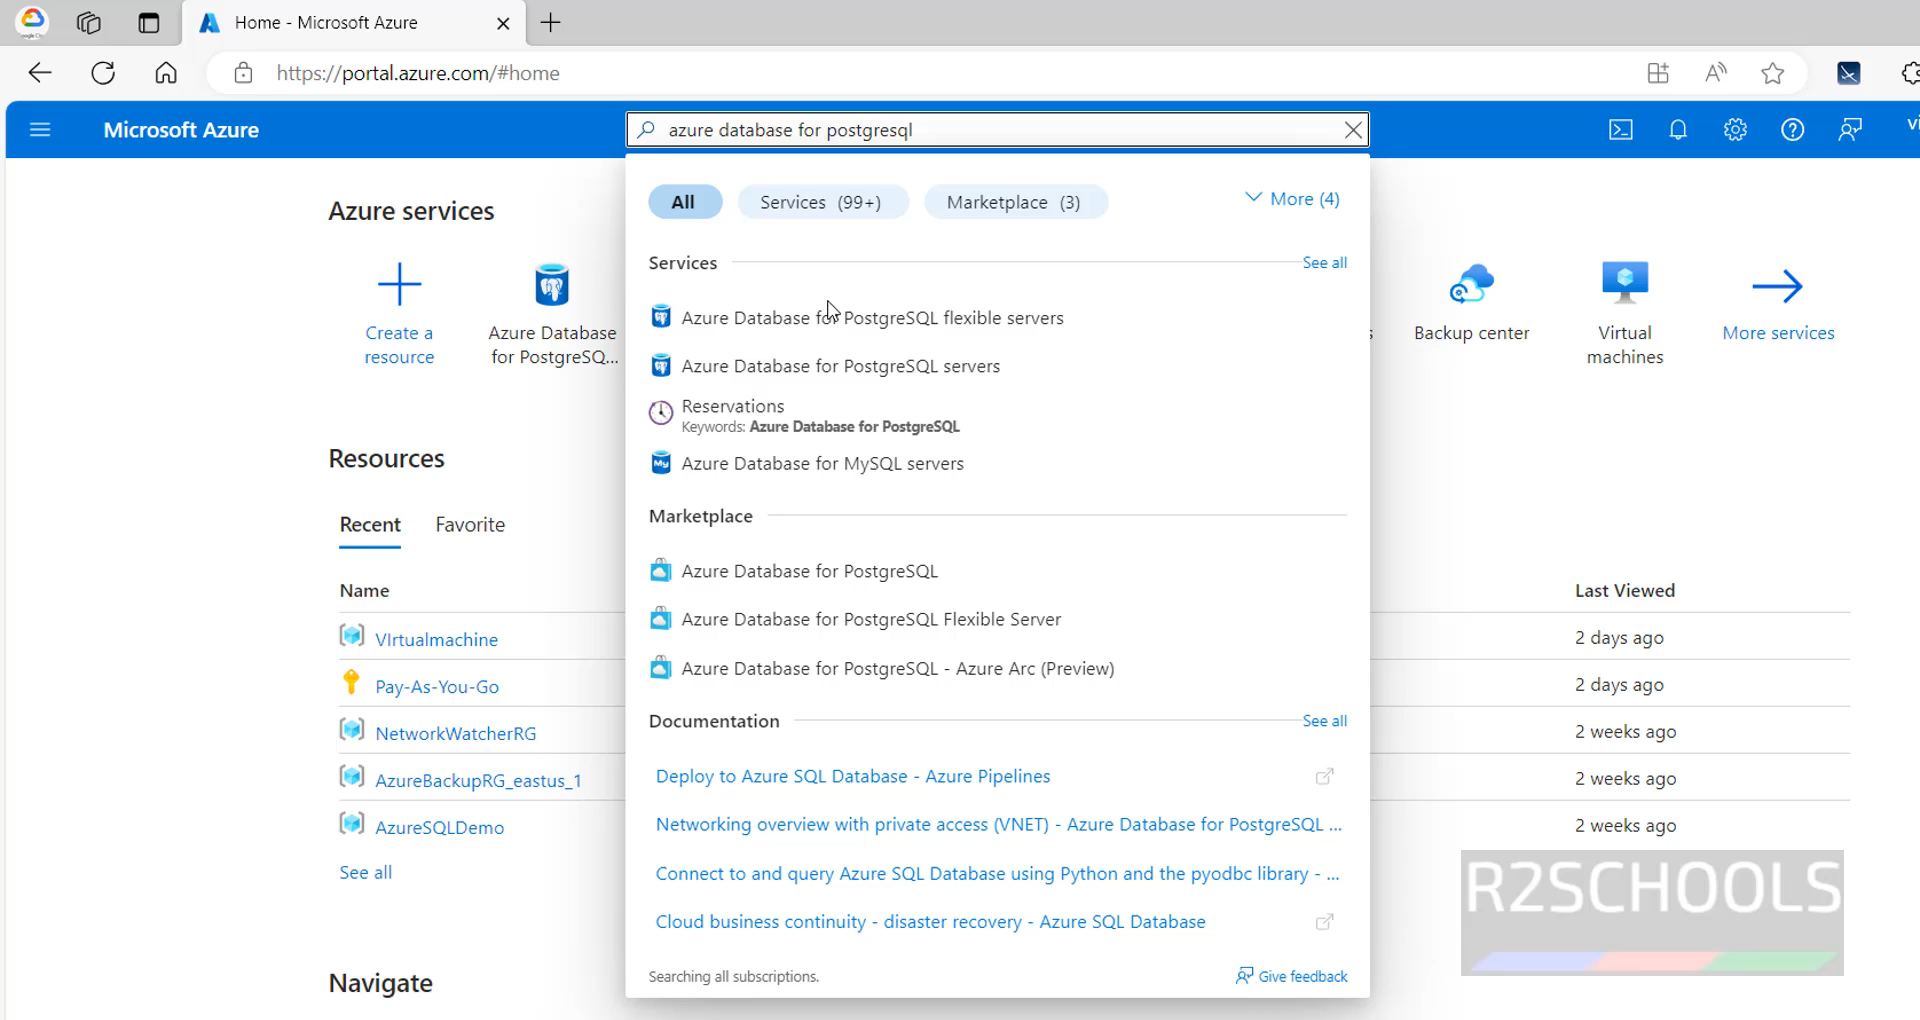 Home - Microsoft Azure
https://portal.azure.com/#home
Microsoft Azure
azure database for postgresql
All
Services (99+)
Marketplace (3)
More (4)
Azure services
Services
See all
Create a
resource
Azure Database
for PostgreSQ...
Azure Database for PostgreSQL flexible servers
Azure Database for PostgreSQL servers
Reservations
Keywords: Azure Database for PostgreSQL
Azure Database for MySQL servers
Backup center
Virtual
machines
More services
Resources
Recent
Favorite
Marketplace
Azure Database for PostgreSQL
Azure Database for PostgreSQL Flexible Server
Azure Database for PostgreSQL - Azure Arc (Preview)
Name
Last Viewed
VIrtualmachine
2 days ago
Pay-As-You-Go
2 days ago
NetworkWatcherRG
2 weeks ago
AzureBackupRG_eastus_1
2 weeks ago
AzureSQLDemo
2 weeks ago
See all
Documentation
See all
Deploy to Azure SQL Database - Azure Pipelines
Networking overview with private access (VNET) - Azure Database for PostgreSQL ...
Connect to and query Azure SQL Database using Python and the pyodbc library - ...
Cloud business continuity - disaster recovery - Azure SQL Database
Searching all subscriptions.
Give feedback
Navigate
R2SCHOOLS